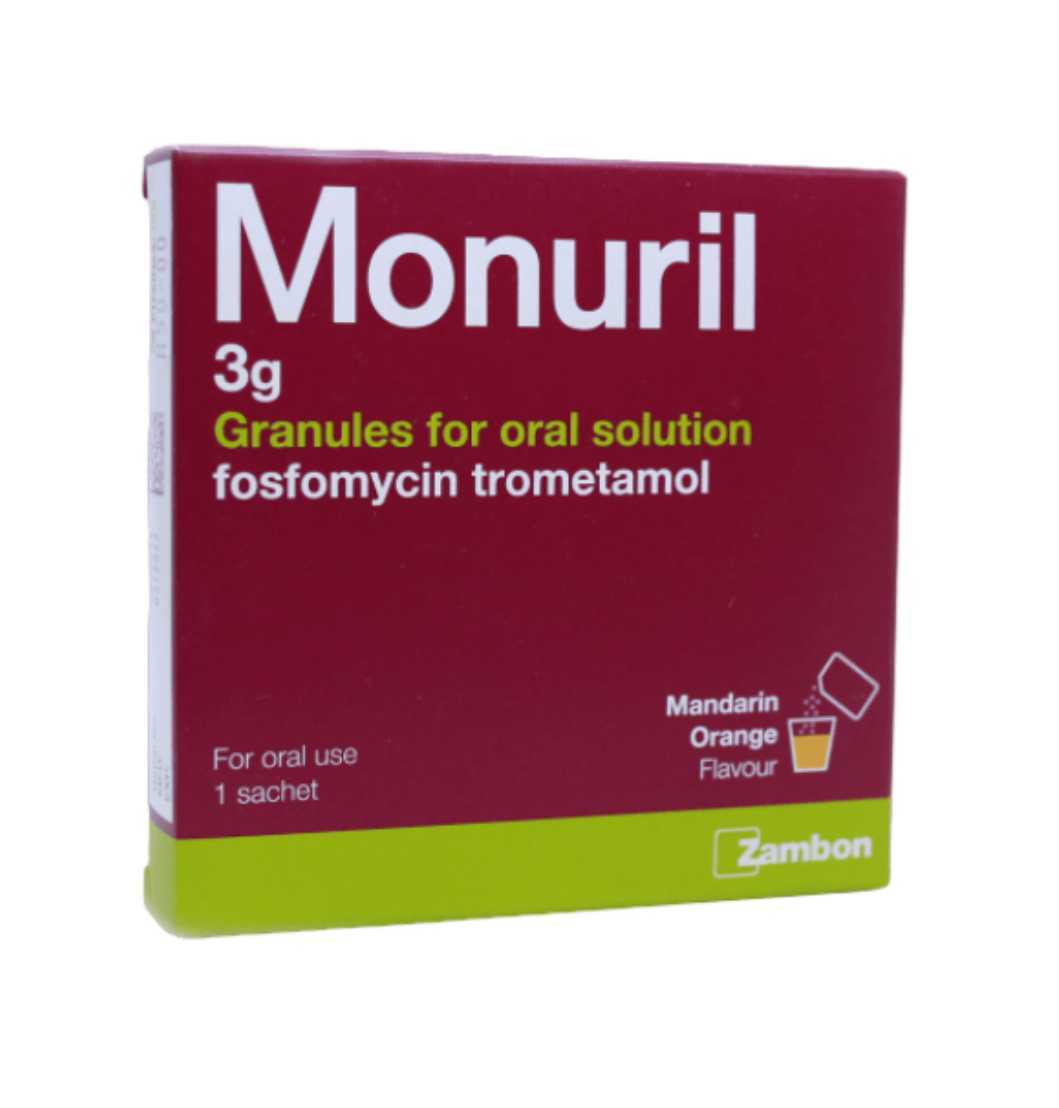 Monuril
3g
Granules for oral solution
fosfomycin trometamol
Mandarin
Orange
Flavour
For oral use
1 sachet
Zambon